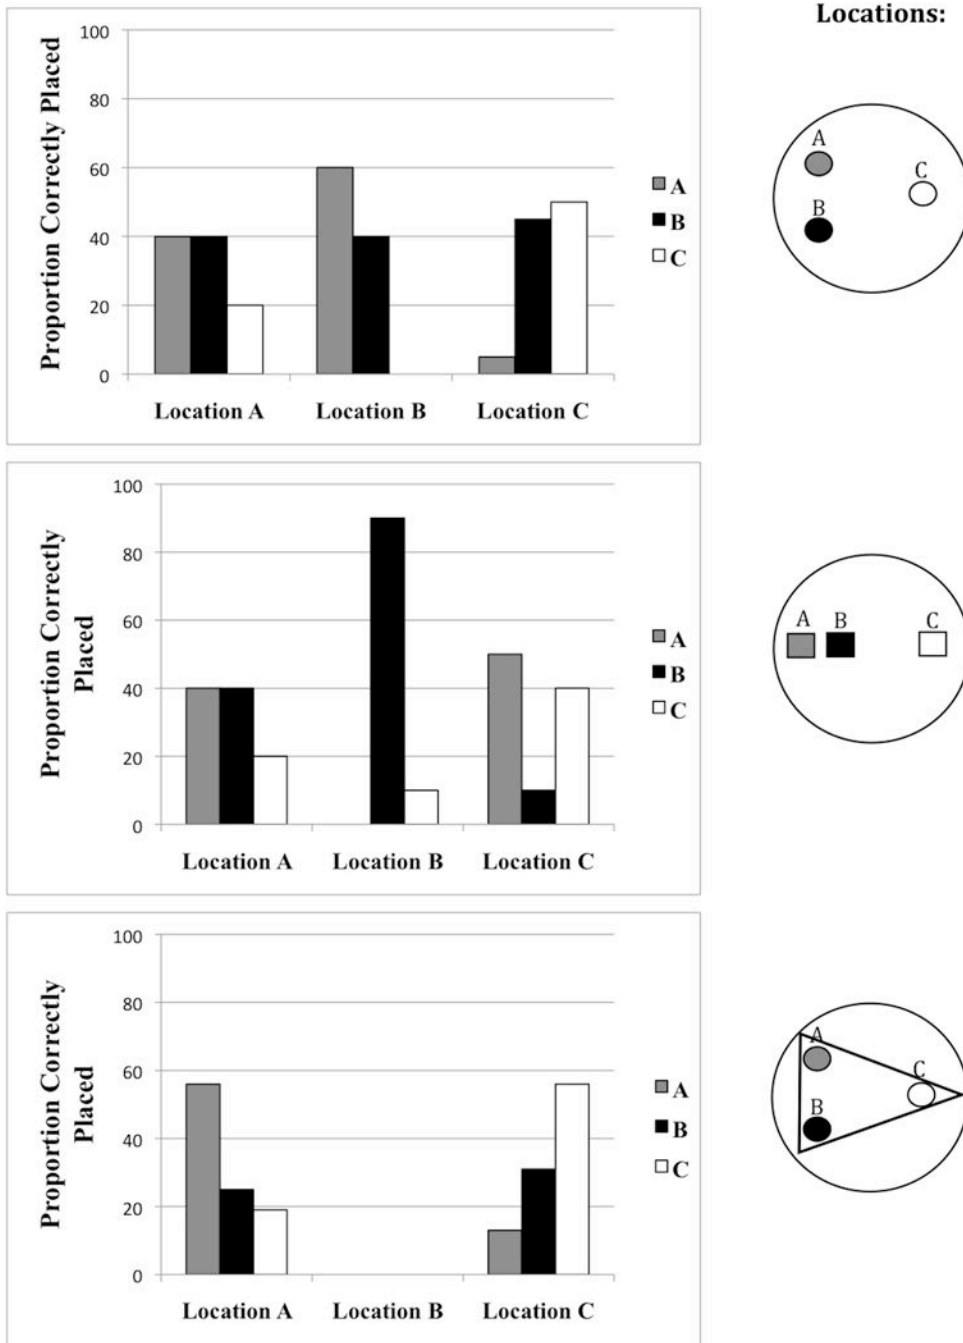 Locations:
Proportion Correctly Placed
100
80
60
40
20
0
Location A Location B Location C
A
B
C
A
B
C
Proportion Correctly
Placed
100
80
60
40
20
0
Location A Location B Location C
A
B
C
A B C
Proportion Correctly
Placed
100
80
60
40
20
0
Location A Location B Location C
A
B
C
A
B
C